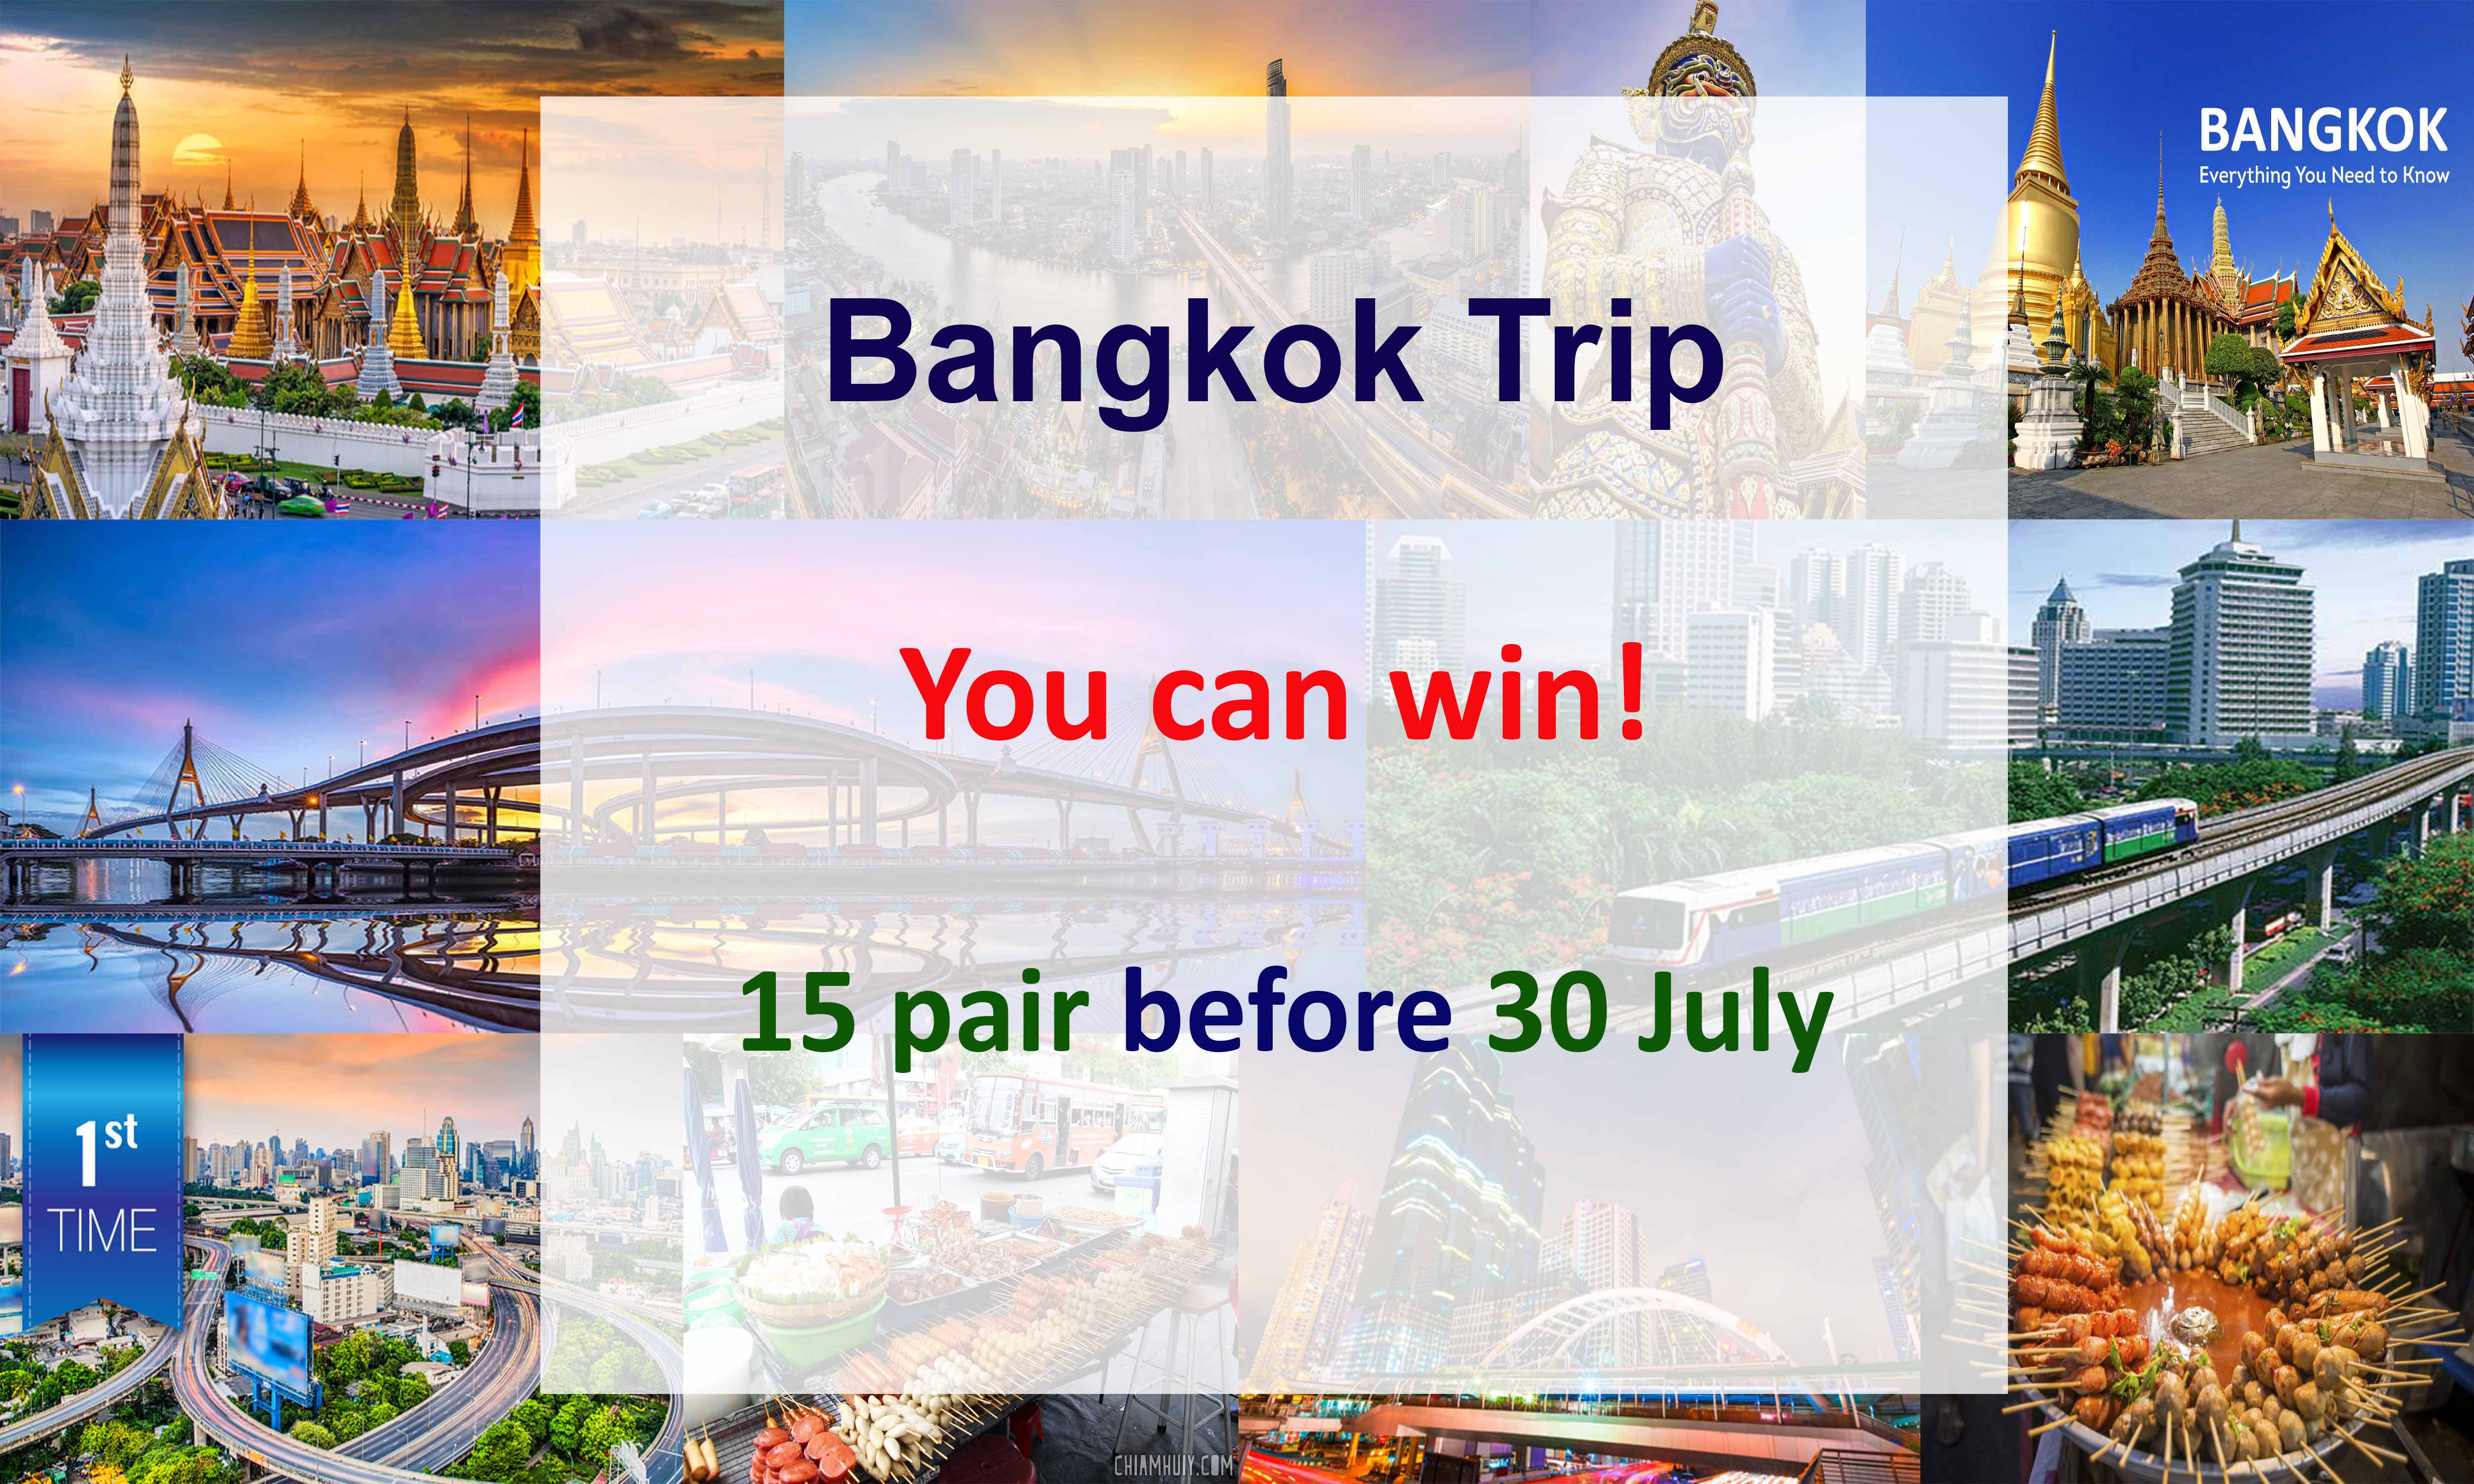 BANGKOK
Everything You Need to Know
Bangkok Trip
You can win!
15 pair before 30 July
1st
TIME
CHIAMHUIY.COM